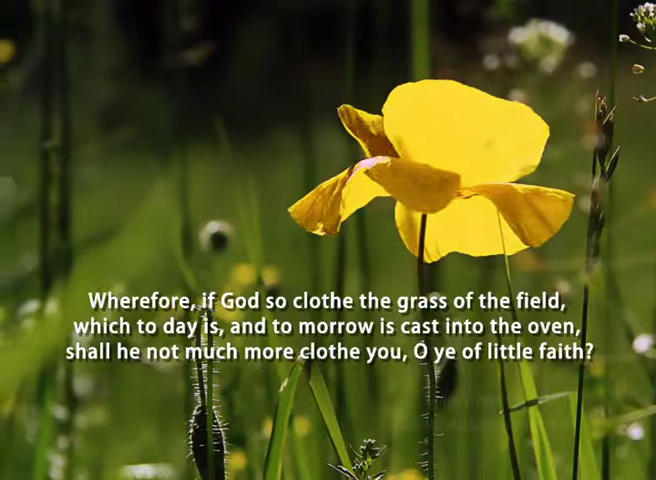 Wherefore, if God so clothe the grass of the field,
which to day is, and to morrow is cast into the oven,
shall he not much more clothe you, O ye of little faith?